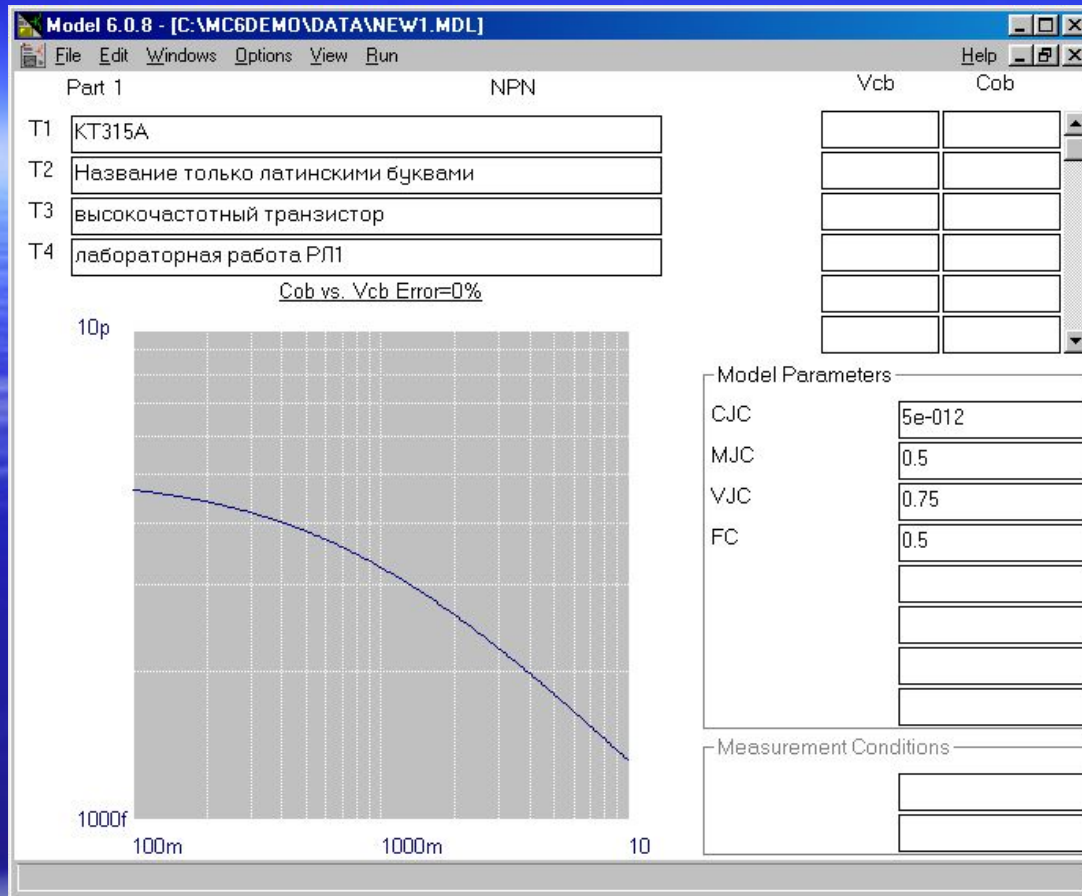 Model 6.0.8 - [C:\MC6DEMO\DATA\NEW1.MDL]
File Edit Windows Options View Run Help
Part 1 NPN Vcb Cob
T1 КТ315А
T2 Название только латинскими буквами
T3 высокочастотный транзистор
T4 лабораторная работа РЛ1
Cob vs. Vcb Error=0%
10p
1000f
100m 1000m 10
Model Parameters
CJC 5e-012
MJC 0.5
VJC 0.75
FC 0.5
Measurement Conditions